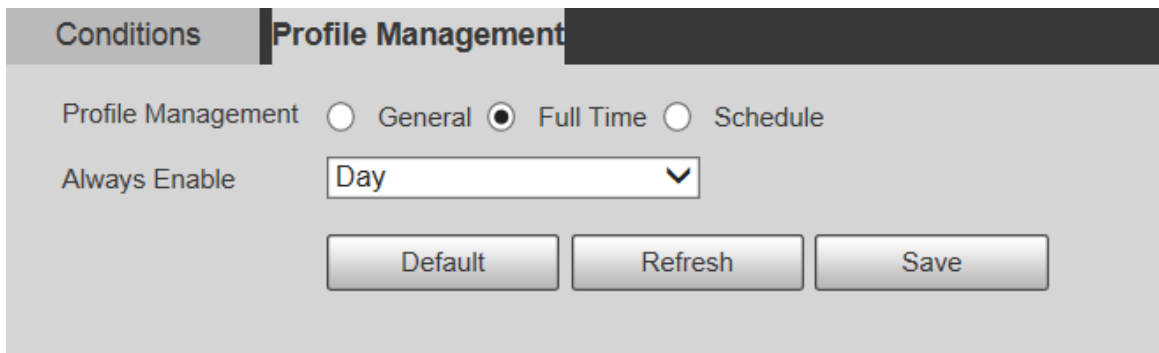 Conditions Profile Management
Profile Management General Full Time Schedule
Always Enable Day
Default Refresh Save